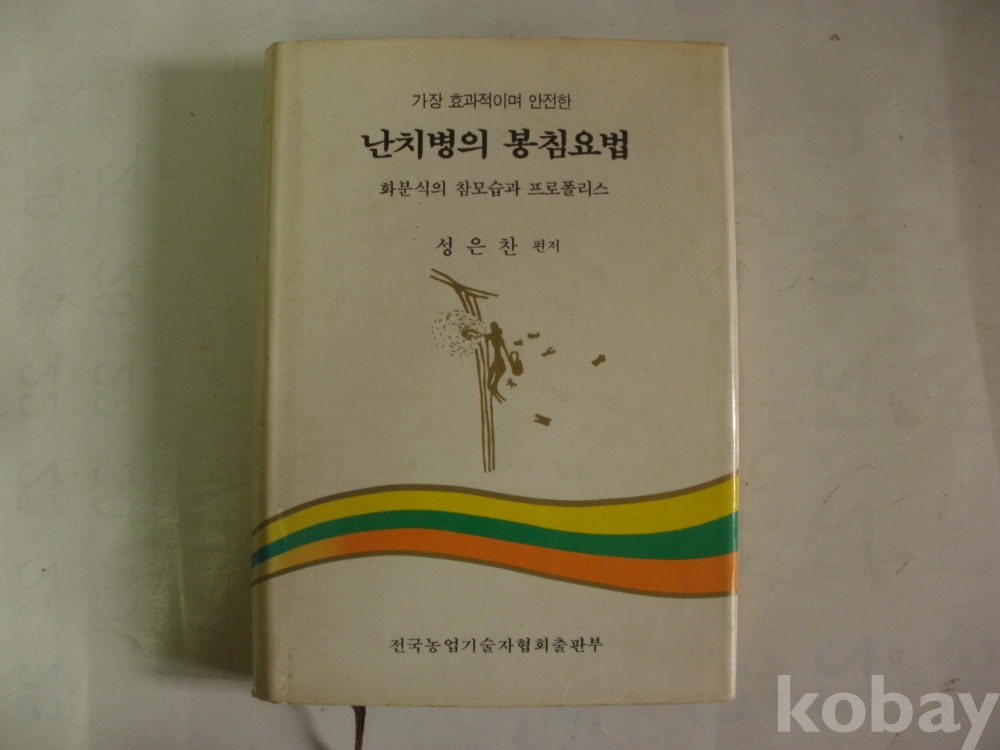 가장 효과적이며 안전한
난치병의 봉침요법
화분식의 참모습과 프로폴리스
성은찬 편저
전국농업기술자협회출판부
kobay